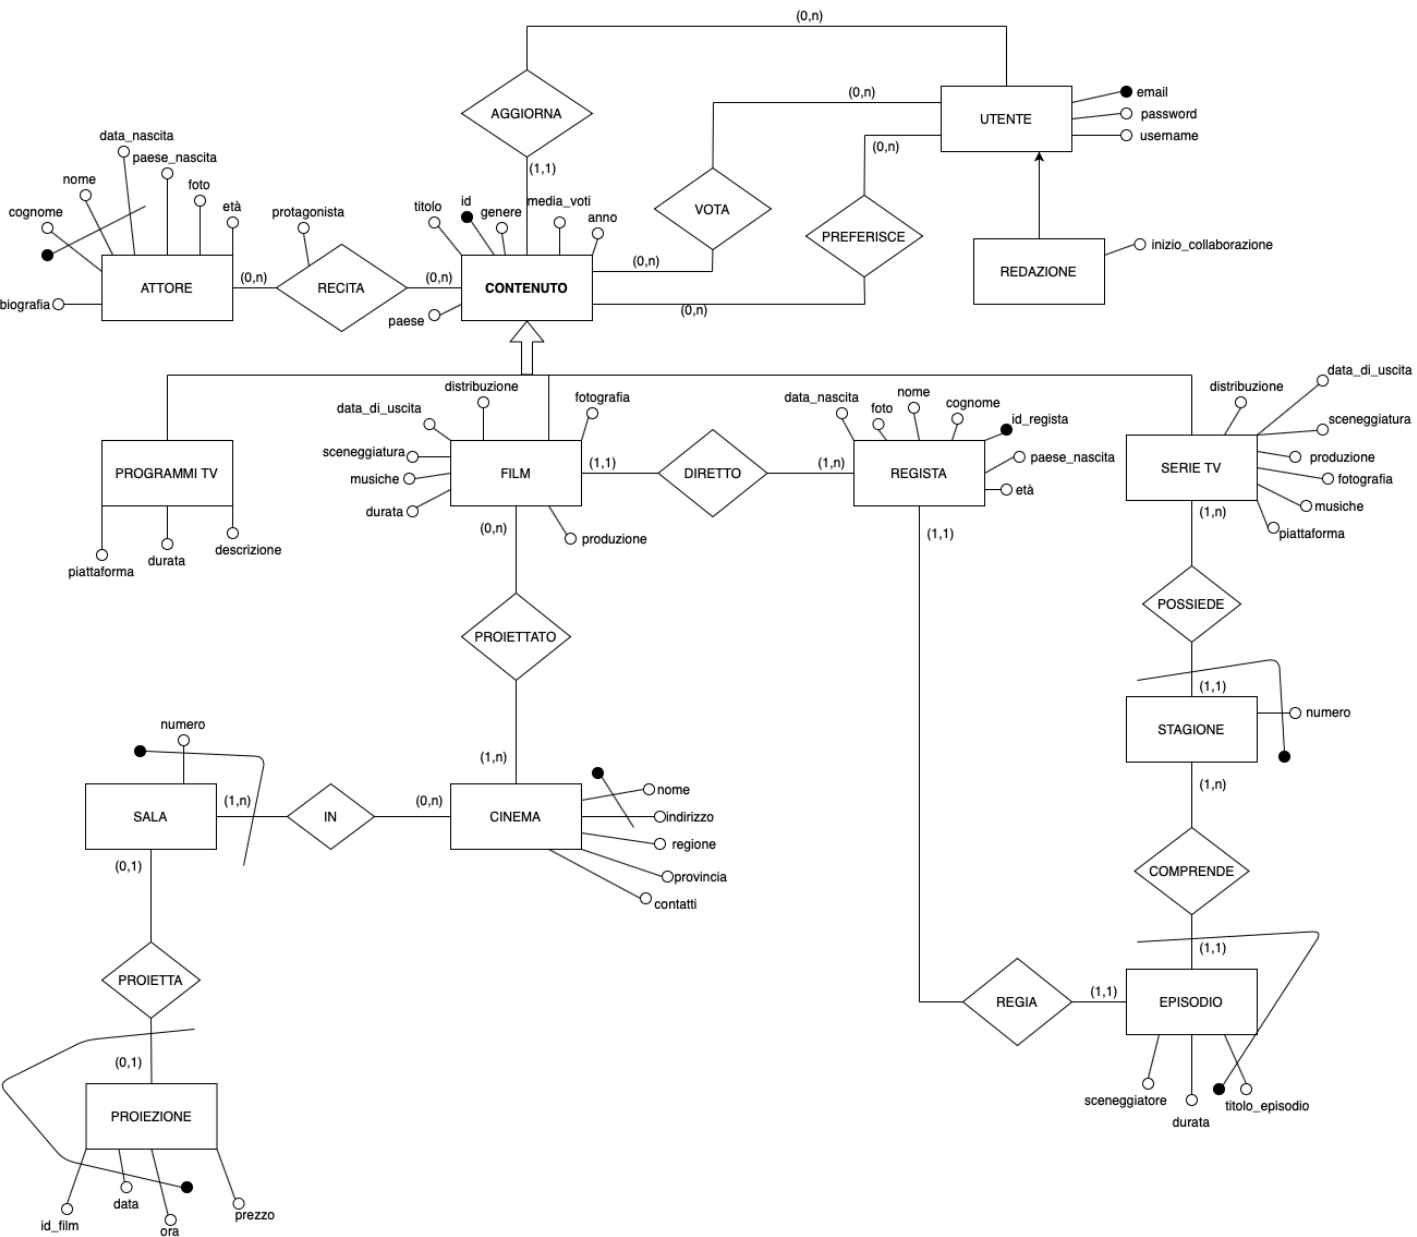 (0,n)
AGGIORNA
(1,1)
UTENTE
email
password
username
(0,n)
(0,n)
VOTA
PREFERISCE
(0,n)
(0,n)
REDAZIONE
inizio_collaborazione
data_nascita
paese_nascita
nome
foto
cognome
età
ATTORE
biografia
(0,n)
protagonista
RECITA
(0,n)
titolo
id
genere
media_voti
anno
CONTENUTO
paese
PROGRAMMI TV
piattaforma
durata
descrizione
distribuzione
data_di_uscita
fotografia
sceneggiatura
musiche
durata
FILM
produzione
(1,1)
DIRETTO
(1,n)
data_nascita
foto
nome
cognome
id_regista
paese_nascita
età
REGISTA
(1,1)
distribuzione
data_di_uscita
sceneggiatura
produzione
fotografia
musiche
piattaforma
SERIE TV
(1,n)
POSSIEDE
(1,1)
STAGIONE
numero
(1,n)
COMPRENDE
(1,1)
EPISODIO
sceneggiatore
durata
titolo_episodio
(1,1)
REGIA
(0,n)
PROIETTATO
(1,n)
CINEMA
nome
indirizzo
regione
provincia
contatti
(0,n)
IN
(1,n)
numero
SALA
(0,1)
PROIETTA
(0,1)
PROIEZIONE
id_film
data
ora
prezzo